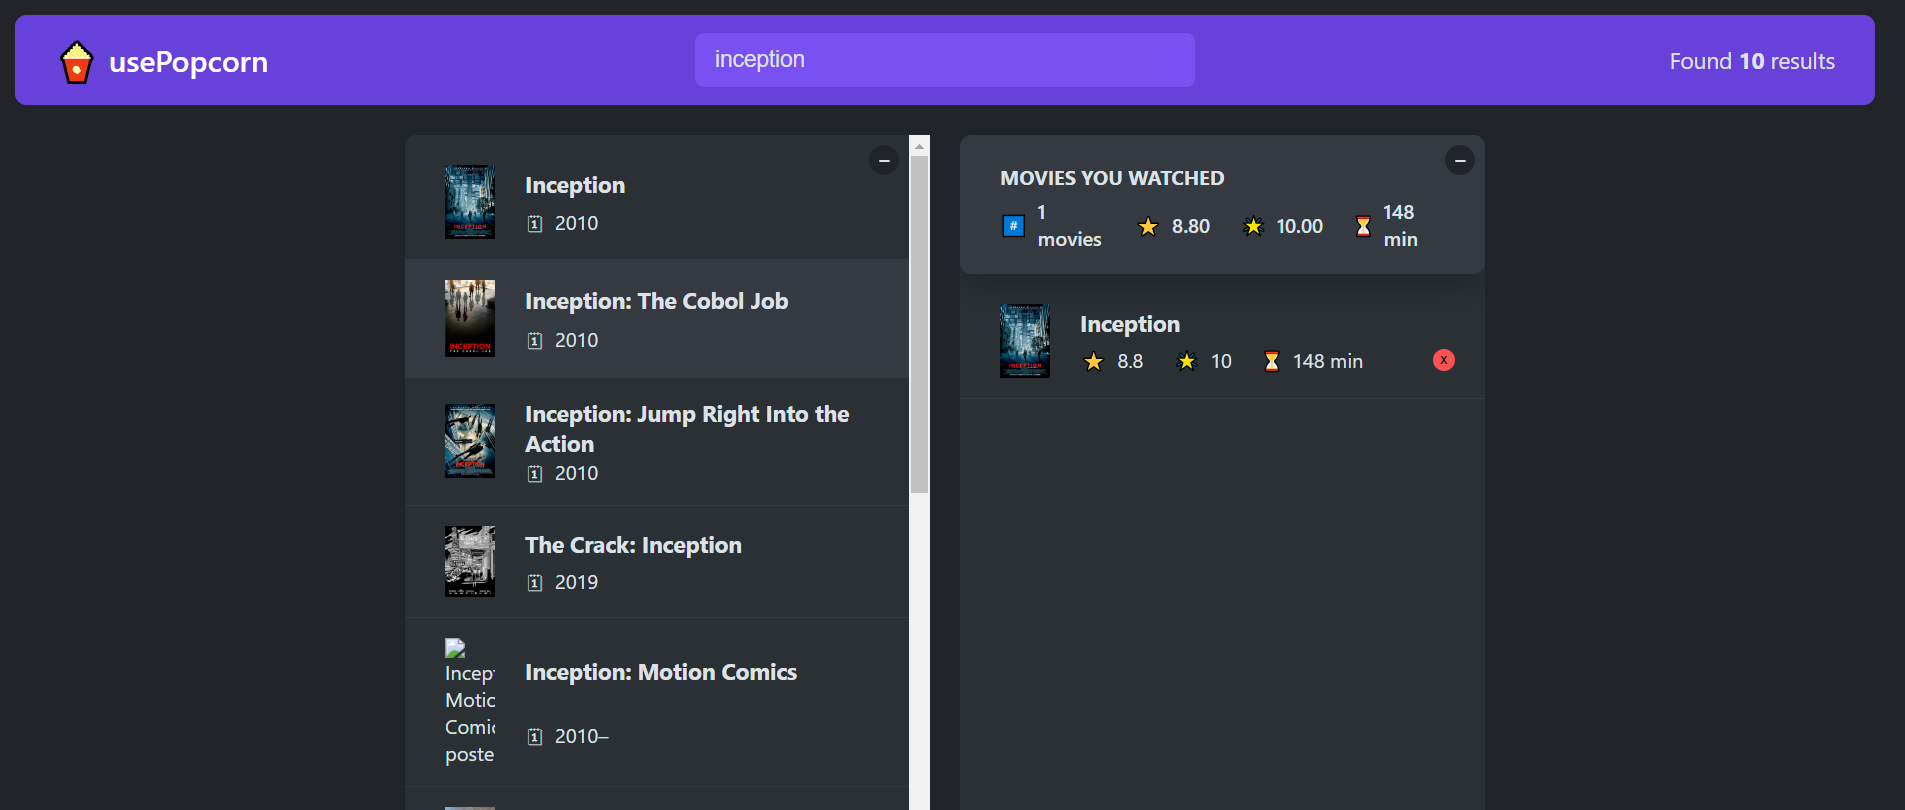 usePopcorn
inception
Found 10 results
Inception
2010
Inception: The Cobol Job
2010
Inception: Jump Right Into the
Action
2010
The Crack: Inception
2019
Incep
Motic
Comic
poste
Inception: Motion Comics
2010–
MOVIES YOU WATCHED
# 1
movies
8.80
10.00
148
min
Inception
8.8 10 148 min
x